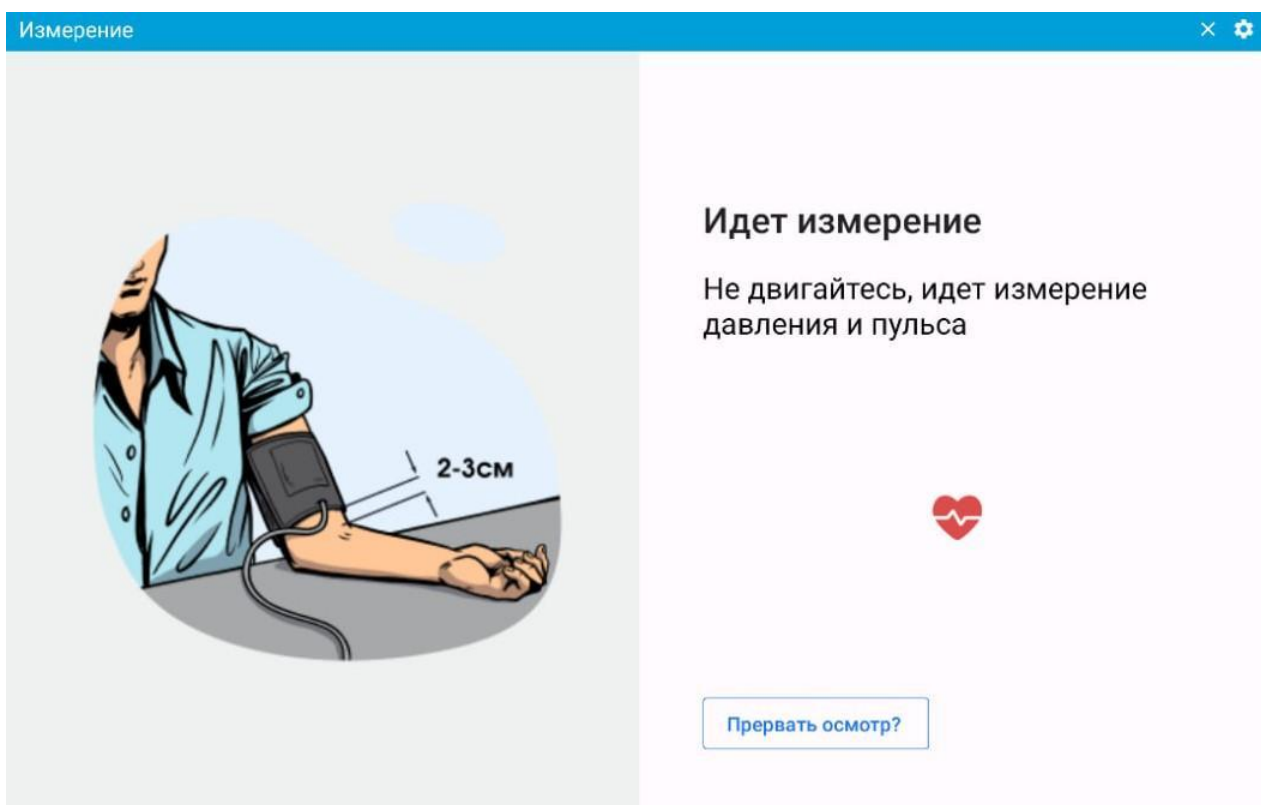 Измерение
Идет измерение
Не двигайтесь, идет измерение
давления и пульса
2-3см
Прервать осмотр?